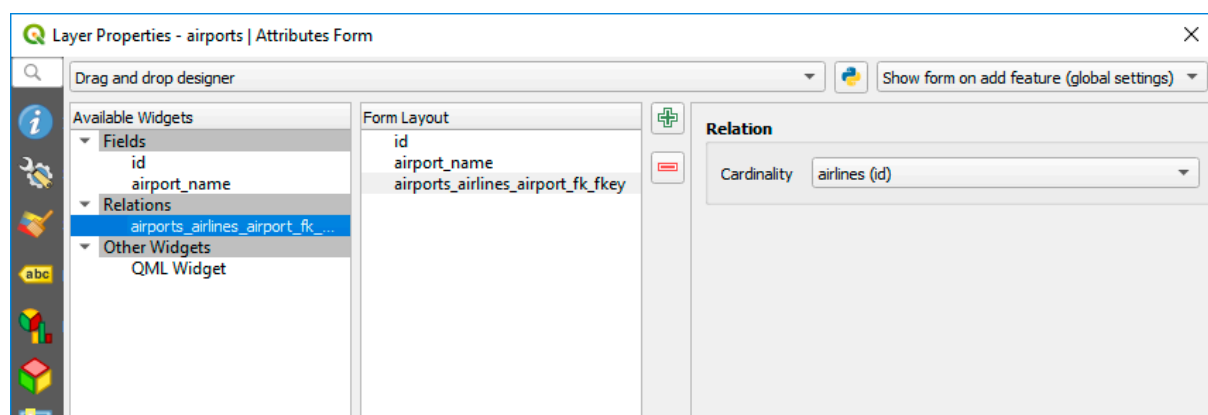 Layer Properties - airports | Attributes Form
Drag and drop designer
Show form on add feature (global settings)
Available Widgets
Fields
id
airport_name
Relations
airports_airlines_airport_fk_...
Other Widgets
QML Widget
Form Layout
id
airport_name
airports_airlines_airport_fk_fkey
Relation
Cardinality airlines (id)
abc